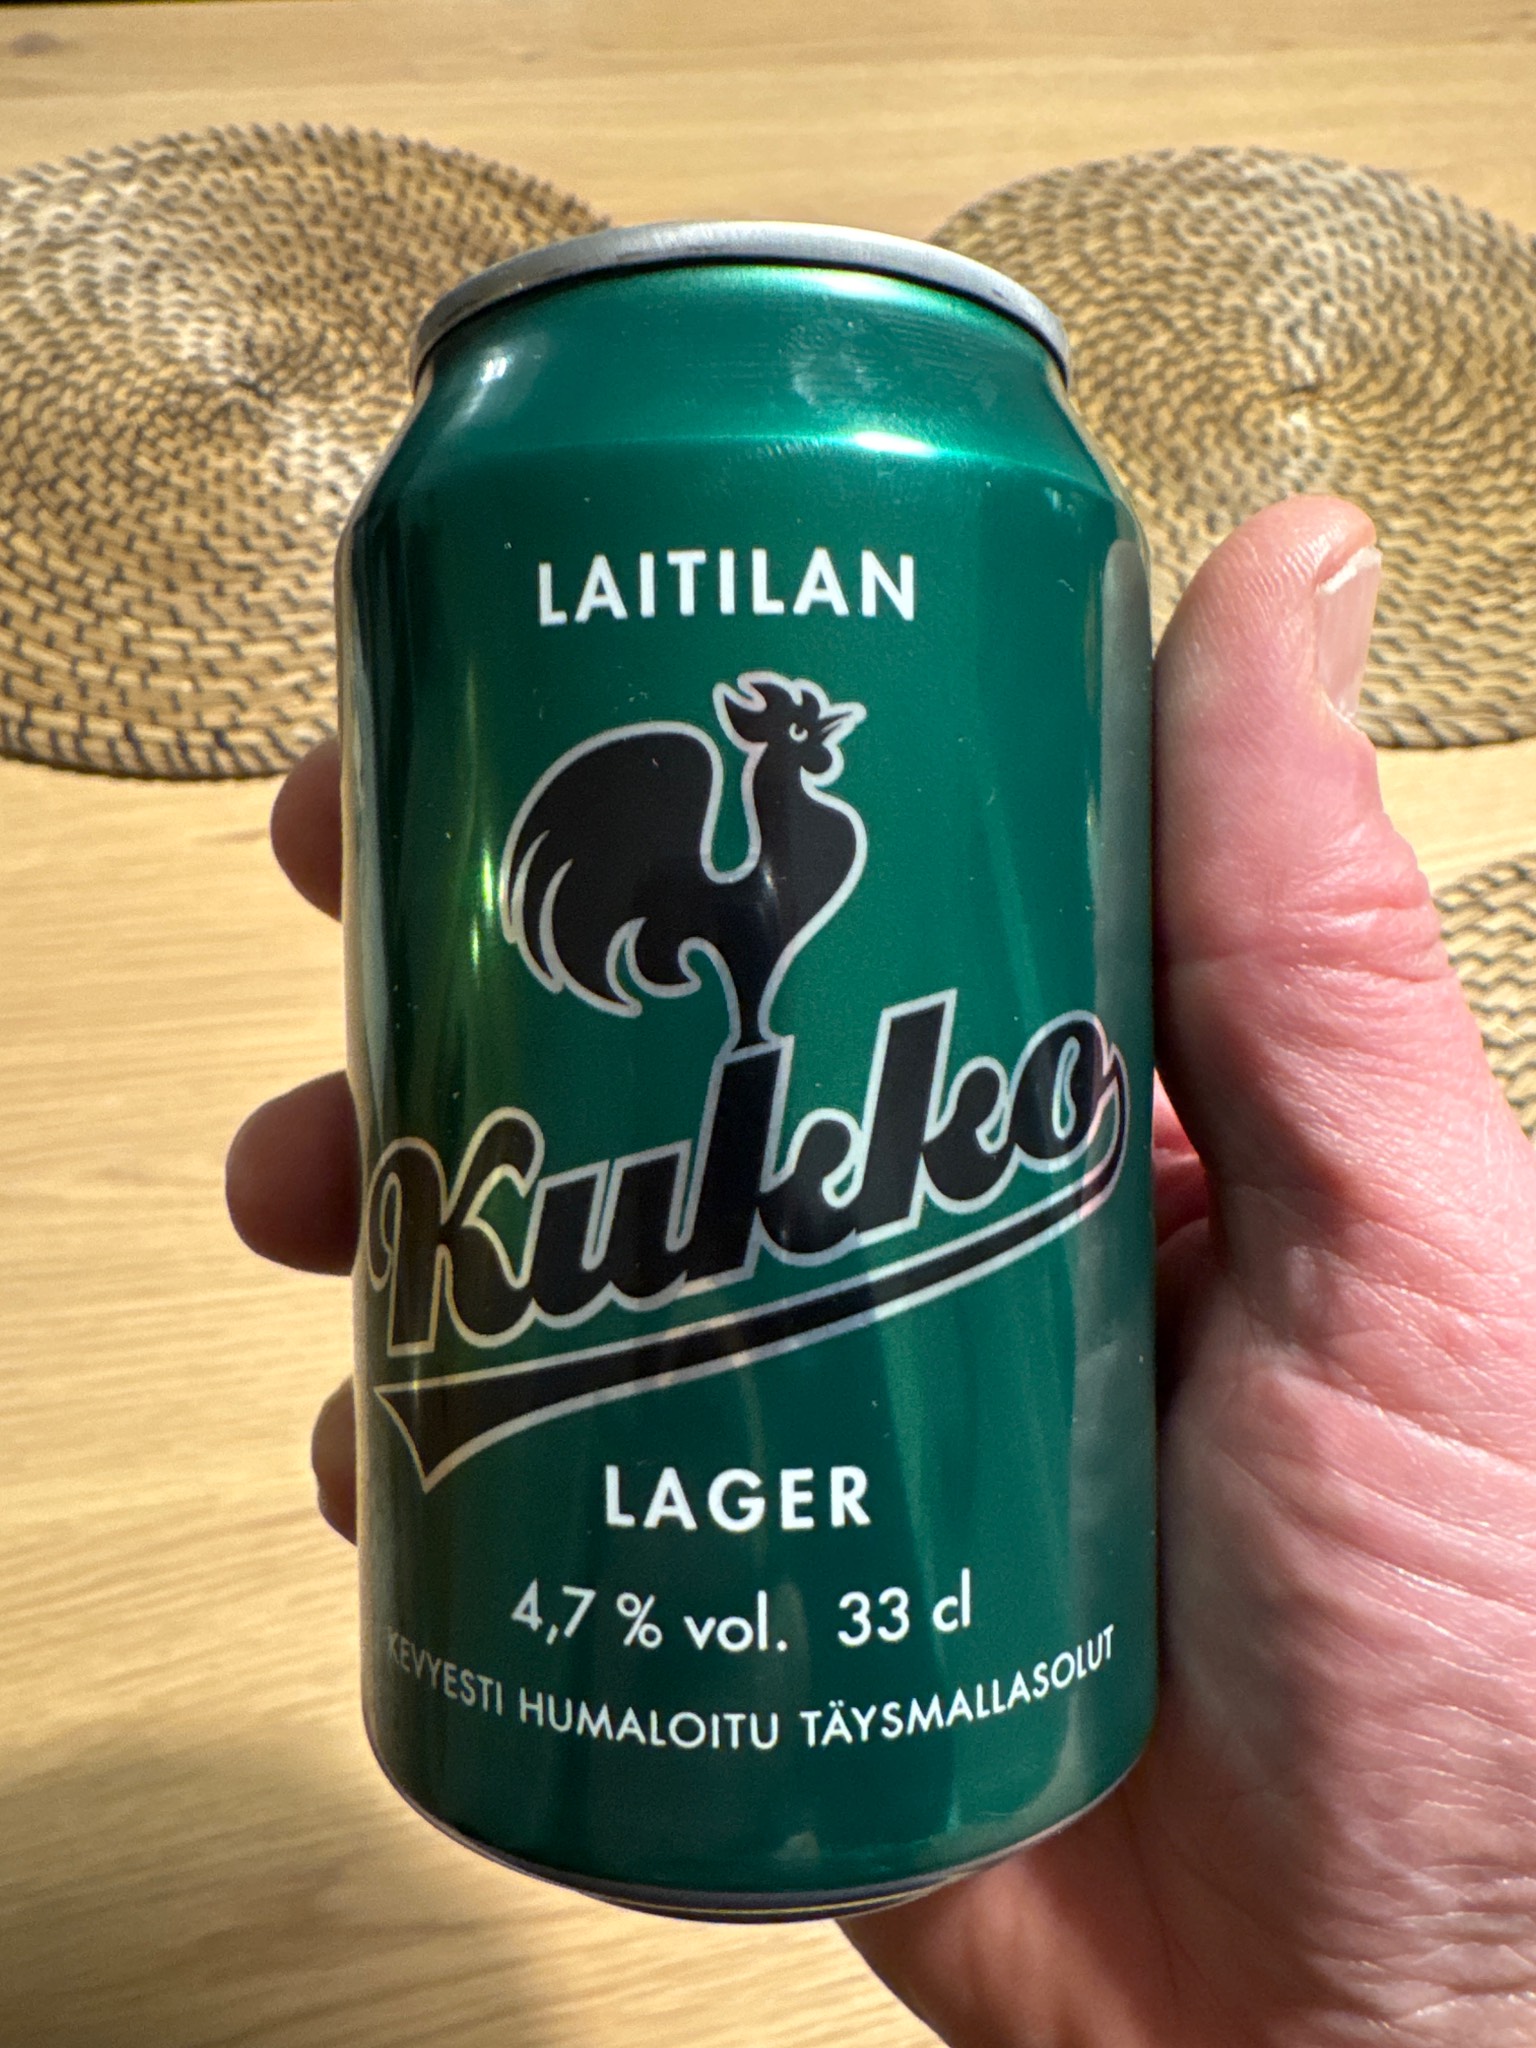 LAITILAN
Kukko
LAGER
4,7 % vol. 33 cl
KEVYESTI HUMALOITU TÄYSMALLASOLUT